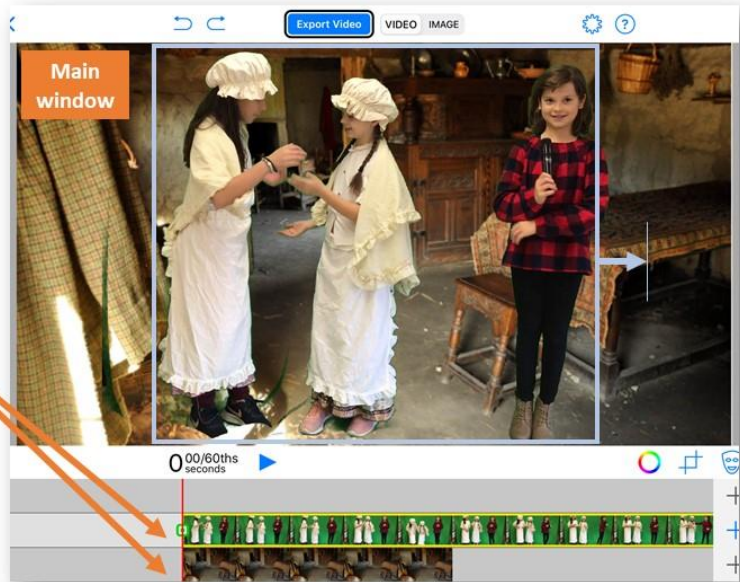 Export Video VIDEO IMAGE ?
Main
window
0 00/60ths
seconds